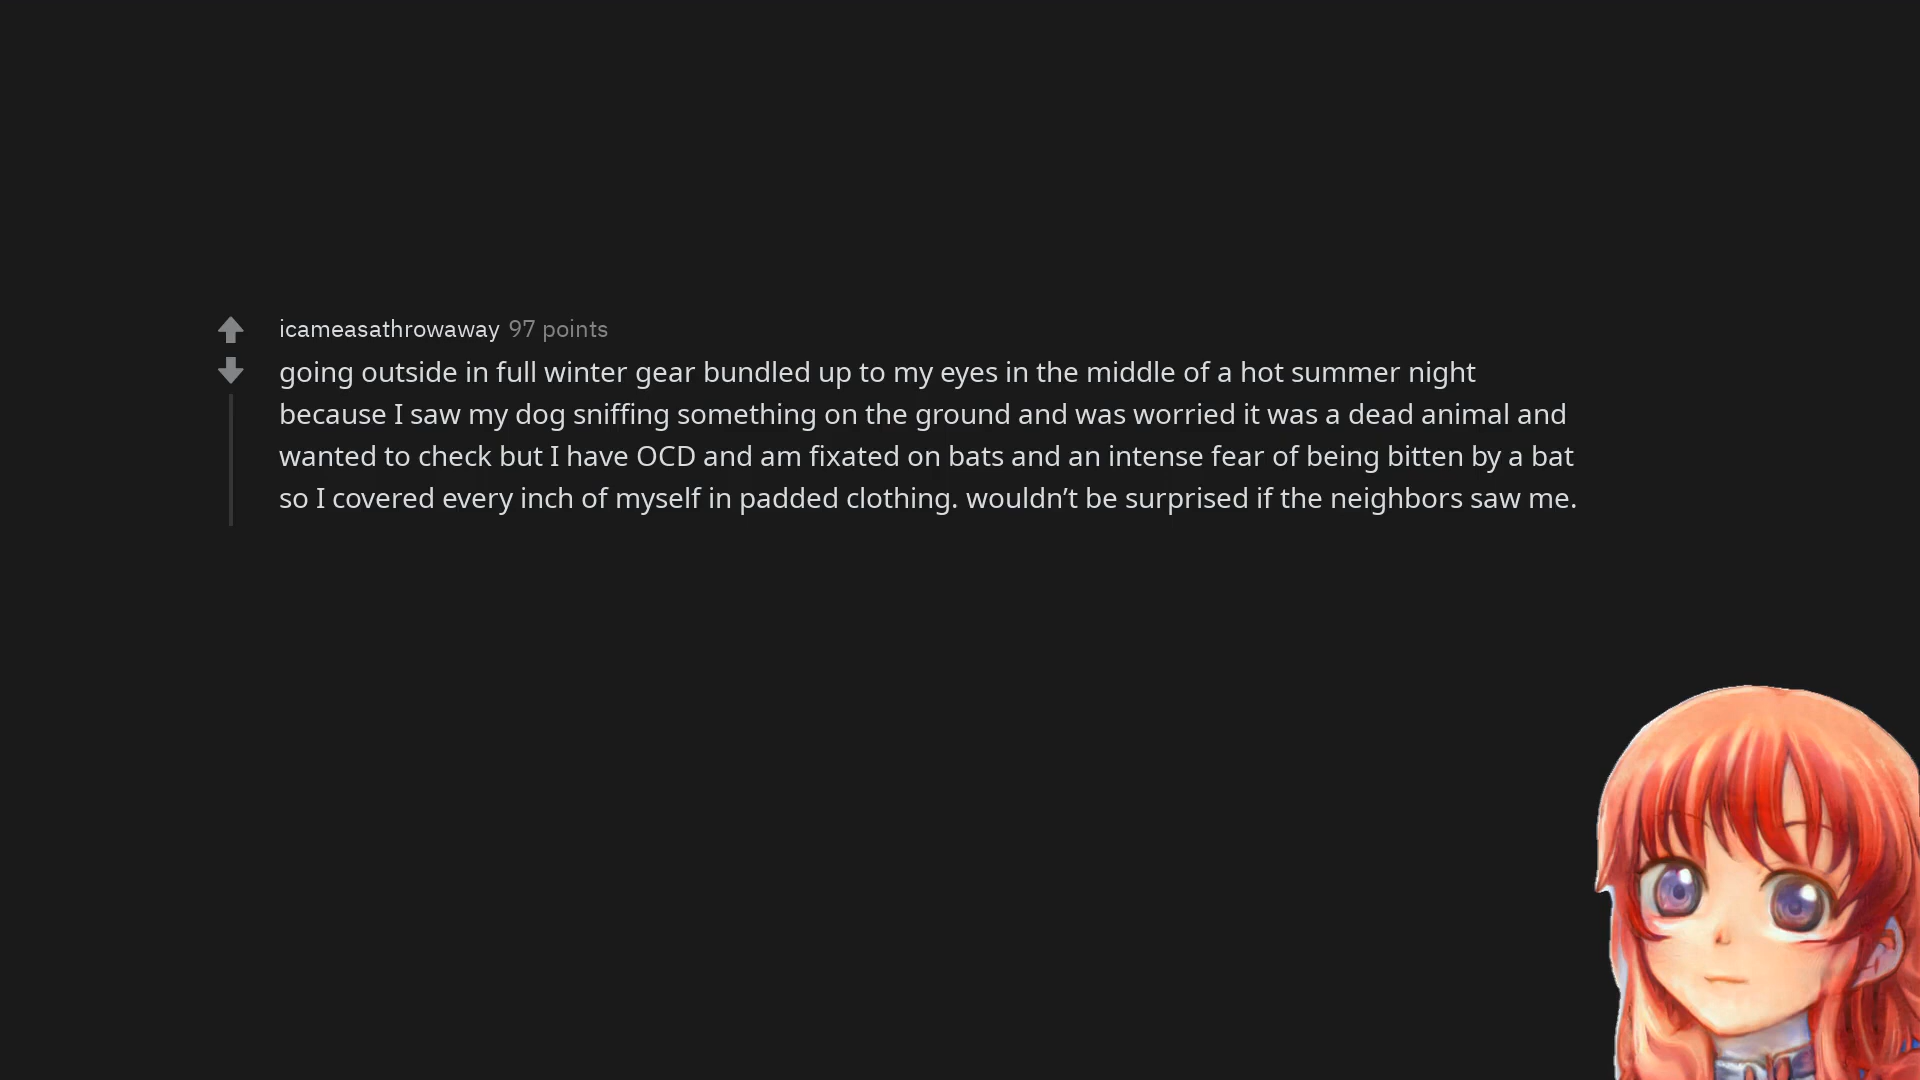 icameasathrowaway 97 points
going outside in full winter gear bundled up to my eyes in the middle of a hot summer night
because I saw my dog sniffing something on the ground and was worried it was a dead animal and
wanted to check but I have OCD and am fixated on bats and an intense fear of being bitten by a bat
so I covered every inch of myself in padded clothing. wouldn’t be surprised if the neighbors saw me.